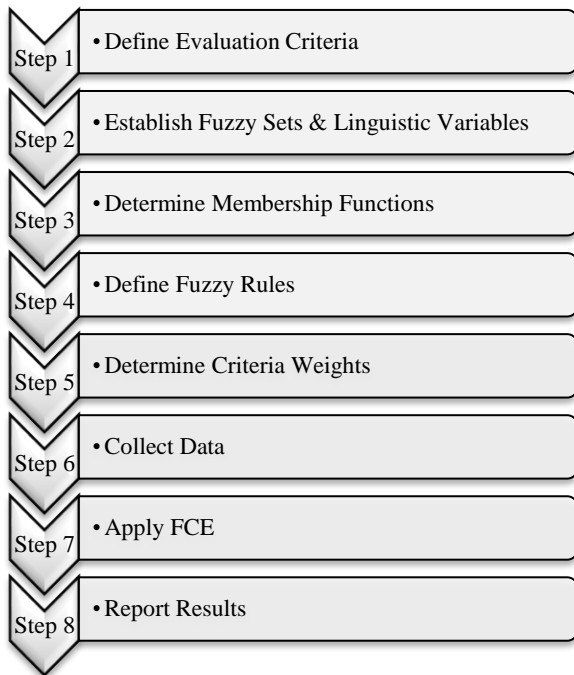 Step 1
• Define Evaluation Criteria
Step 2
• Establish Fuzzy Sets & Linguistic Variables
Step 3
• Determine Membership Functions
Step 4
• Define Fuzzy Rules
Step 5
• Determine Criteria Weights
Step 6
• Collect Data
Step 7
• Apply FCE
Step 8
• Report Results